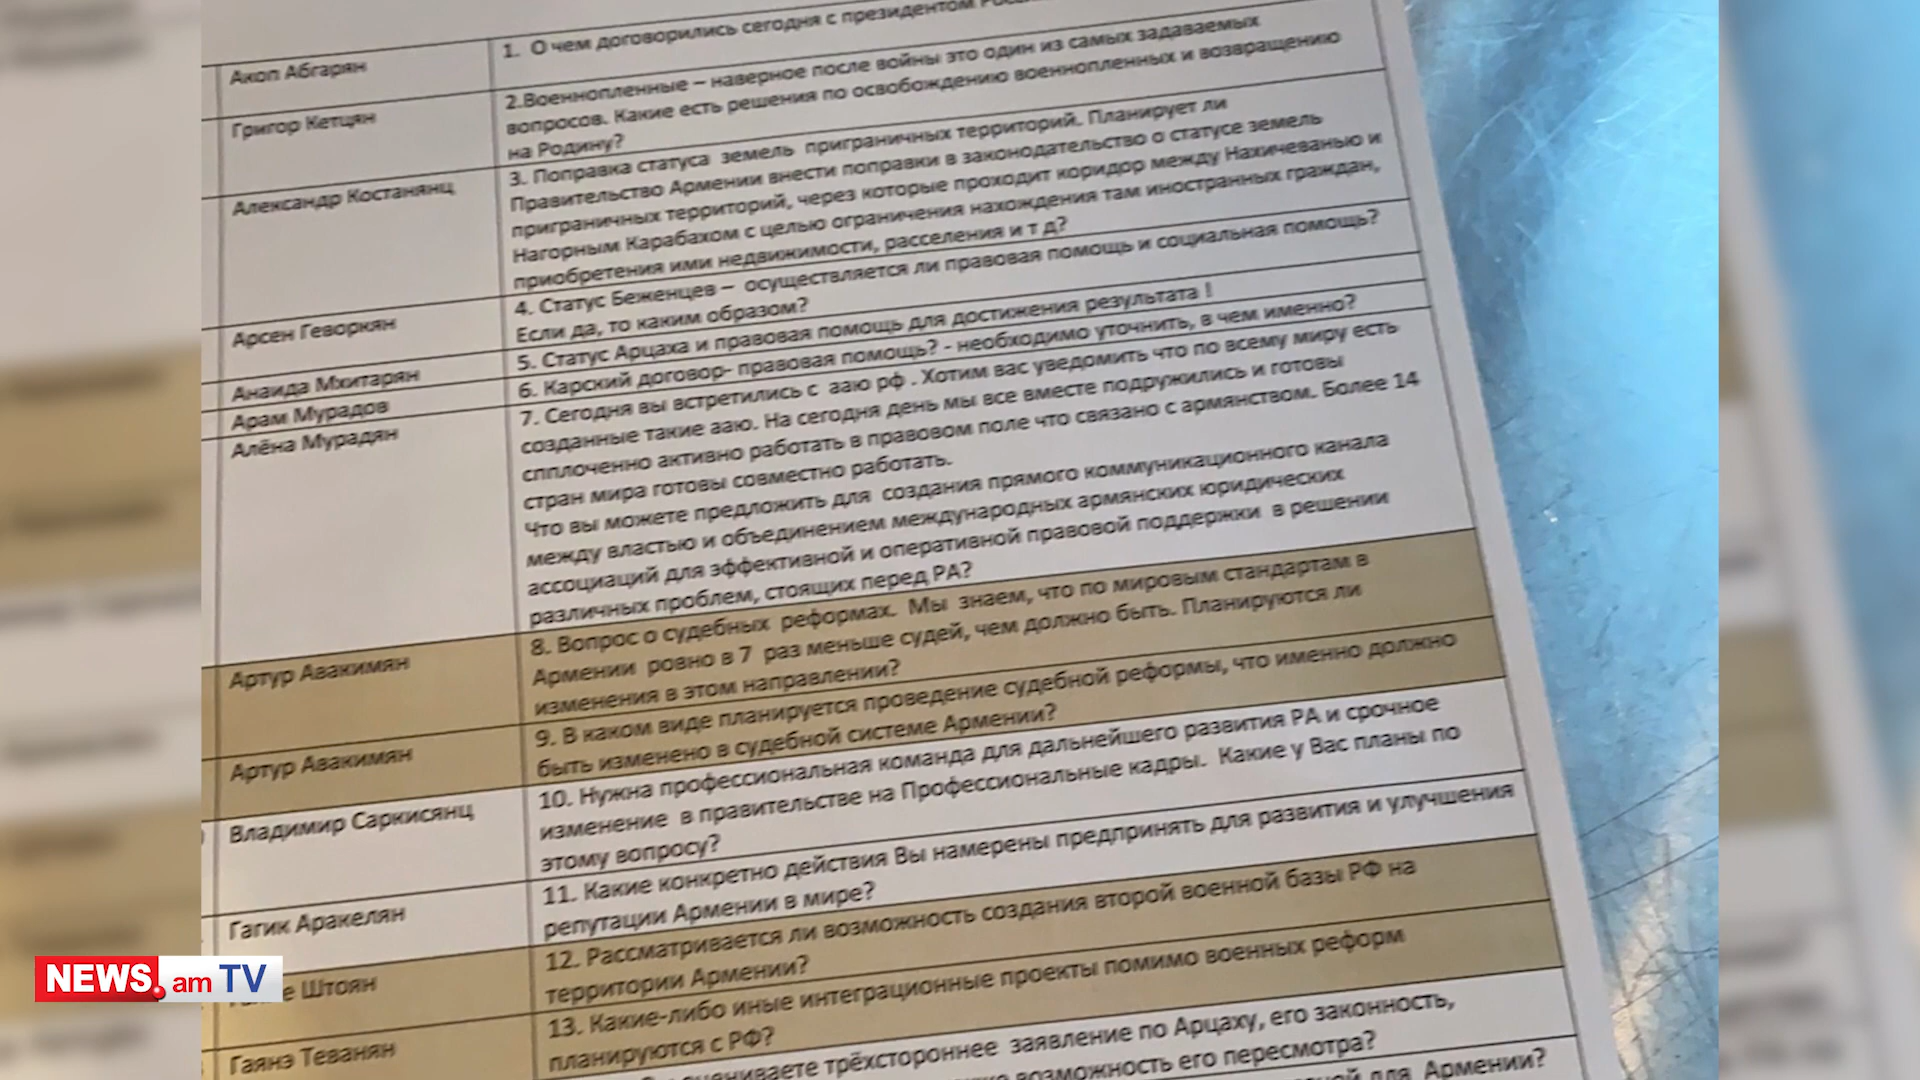 Акоп Абгарян
1. О чем договорились сегодня с президентом
Григор Кетцян
2.Военнопленные – наверное после войны это один из самых задаваемых
вопросов. Какие есть решения по освобождению военнопленных и возвращению
на Родину?
Александр Костанянц
3. Поправка статуса земель приграничных территорий. Планирует ли
Правительство Армении внести поправки в законодательство о статусе земель
приграничных территорий, через которые проходит коридор между Нахичеванью и
Нагорным Карабахом с целью ограничения нахождения там иностранных граждан,
приобретения ими недвижимости, расселения и т д?
Арсен Геворкян
4. Статус Беженцев – осуществляется ли правовая помощь и социальная помощь?
Если да, то каким образом?
Анаида Мхитарян
5. Статус Арцаха и правовая помощь для достижения результата !
Арам Мурадов
6. Карский договор- правовая помощь? - необходимо уточнить, в чем именно?
Алёна Мурадян
7. Сегодня вы встретились с ааю рф . Хотим вас уведомить что по всему миру есть
созданные такие ааю. На сегодня день мы все вместе подружились и готовы
спплоченно активно работать в правовом поле что связано с армянством. Более 14
стран мира готовы совместно работать.
Что вы можете предложить для создания прямого коммуникационного канала
между властью и объединением международных армянских юридических
ассоциаций для эффективной и оперативной правовой поддержки в решении
различных проблем, стоящих перед РА?
Артур Авакимян
8. Вопрос о судебных реформах. Мы знаем, что по мировым стандартам в
Армении ровно в 7 раз меньше судей, чем должно быть. Планируются ли
изменения в этом направлении?
Артур Авакимян
9. В каком виде планируется проведение судебной реформы, что именно должно
быть изменено в судебной системе Армении?
Владимир Саркисянц
10. Нужна профессиональная команда для дальнейшего развития РА и срочное
изменение в правительстве на Профессиональные кадры. Какие у Вас планы по
этому вопросу?
Гагик Аракелян
11. Какие конкретно действия Вы намерены предпринять для развития и улучшения
репутации Армении в мире?
Штоян
12. Рассматривается ли возможность создания второй военной базы РФ на
территории Армении?
Гаянэ Теванян
13. Какие-либо иные интеграционные проекты помимо военных реформ
планируются с РФ?
трёхстороннее заявление по Арцаху, его законность,
возможность его пересмотра?
для Армении?
NEWS.am TV